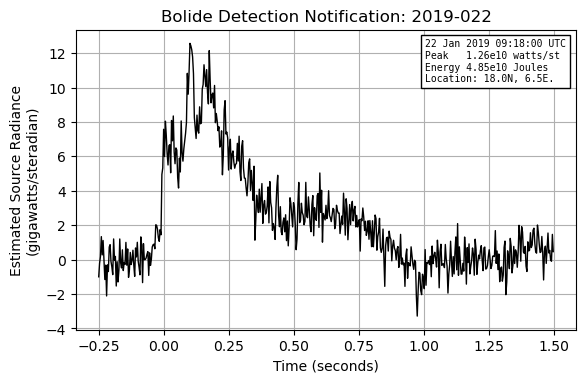 Bolide Detection Notification: 2019-022
22 Jan 2019 09:18:00 UTC
Peak   1.26e10 watts/st
Energy 4.85e10 Joules
Location: 18.0N, 6.5E.
Estimated Source Radiance
(gigawatts/steradian)
12
10
8
6
4
2
0
−2
−4
−0.25 0.00 0.25 0.50 0.75 1.00 1.25 1.50
Time (seconds)